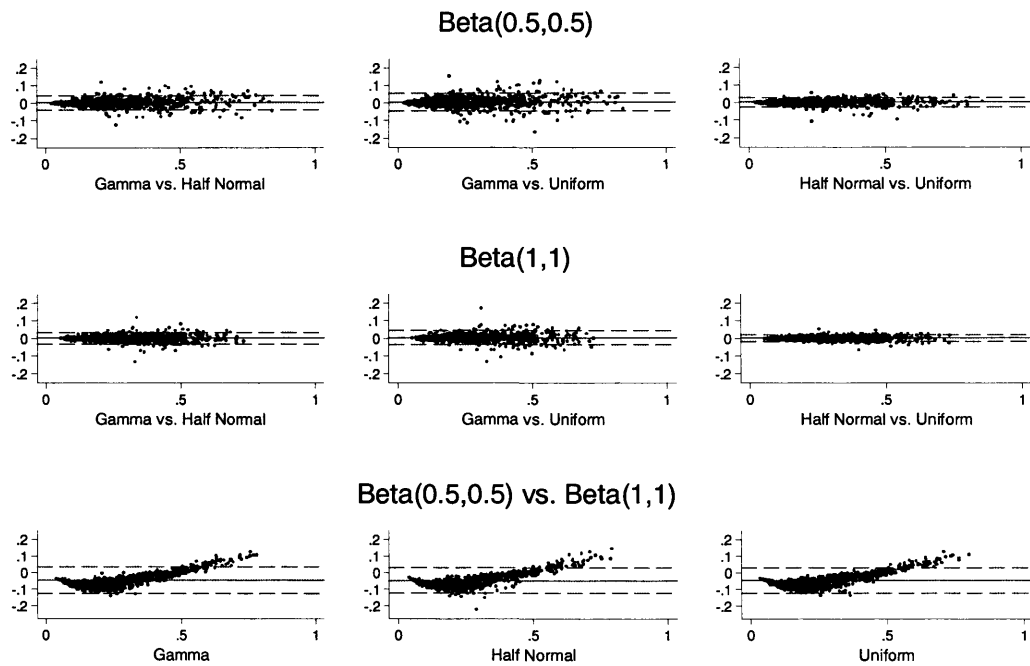 Beta(0.5,0.5)
.2 .2 .2
.1 .1 .1
0 0 0
-.1 -.1 -.1
-.2 -.2 -.2
0 .5 1 0 .5 1 0 .5 1
Gamma vs. Half Normal Gamma vs. Uniform Half Normal vs. Uniform
Beta(1,1)
.2 .2 .2
.1 .1 .1
0 0 0
-.1 -.1 -.1
-.2 -.2 -.2
0 .5 1 0 .5 1 0 .5 1
Gamma vs. Half Normal Gamma vs. Uniform Half Normal vs. Uniform
Beta(0.5,0.5) vs. Beta(1,1)
.2 .2 .2
.1 .1 .1
0 0 0
-.1 -.1 -.1
-.2 -.2 -.2
0 .5 1 0 .5 1 0 .5 1
Gamma Half Normal Uniform